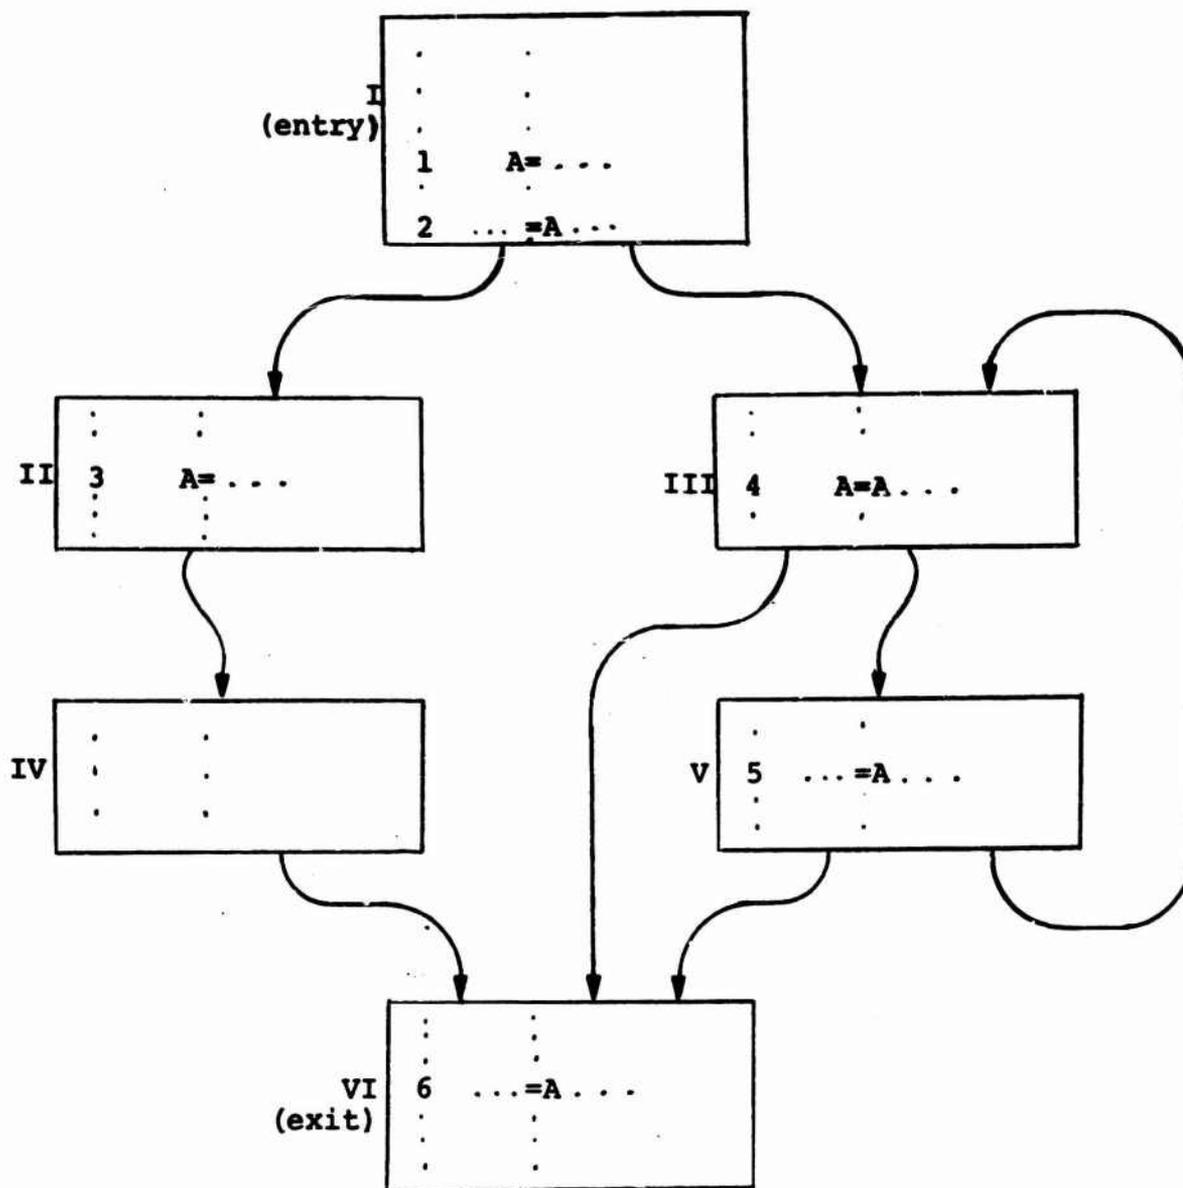 I
(entry)
1 A=...
2 ... =A...
II 3 A=...
III 4 A=A...
IV
V 5 ...=A...
VI 6 ...=A...
(exit)